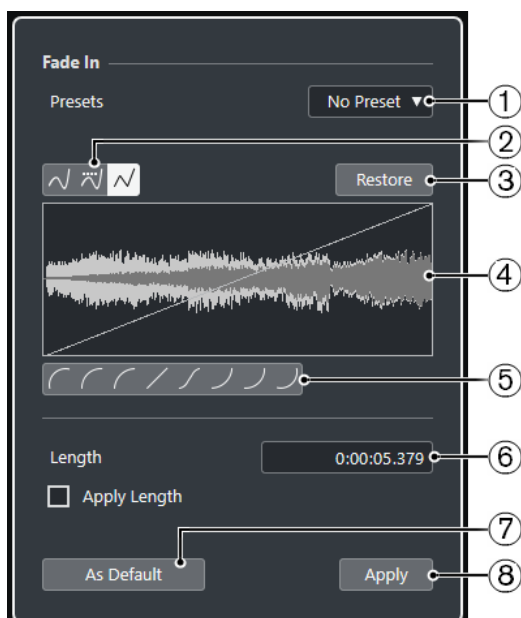 Fade In
Presets
No Preset ▼
①
②
Restore
③
④
⑤
Length
0:00:05.379
⑥
Apply Length
⑦
As Default
Apply
⑧